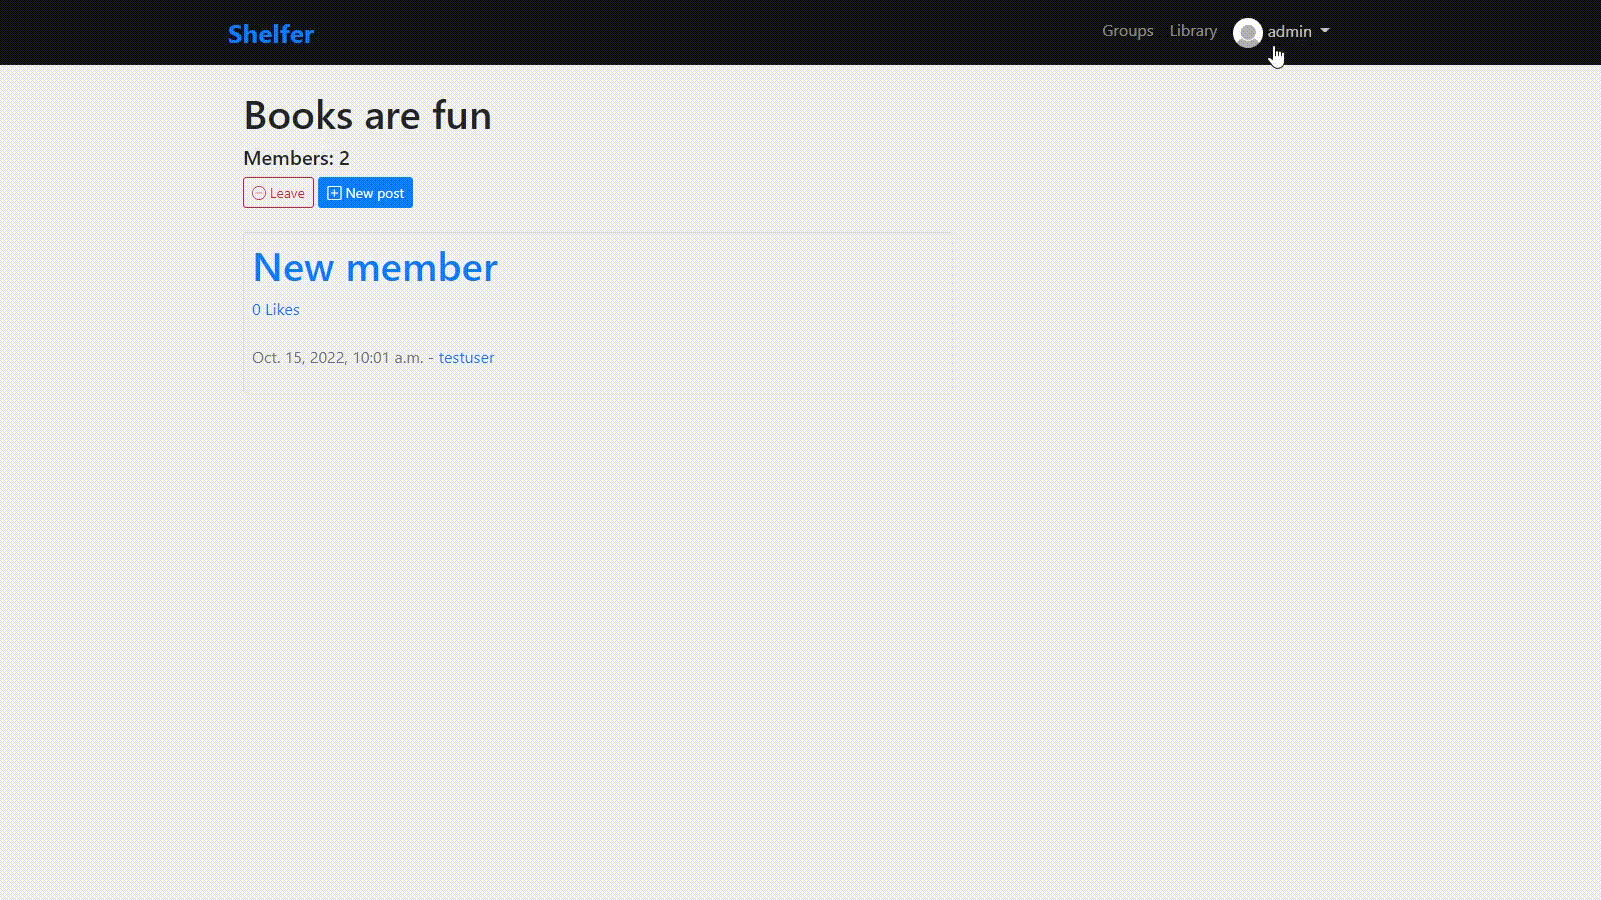 Shelfer
Groups Library admin
Books are fun
Members: 2
Leave New post
New member
0 Likes
Oct. 15, 2022, 10:01 a.m. - testuser